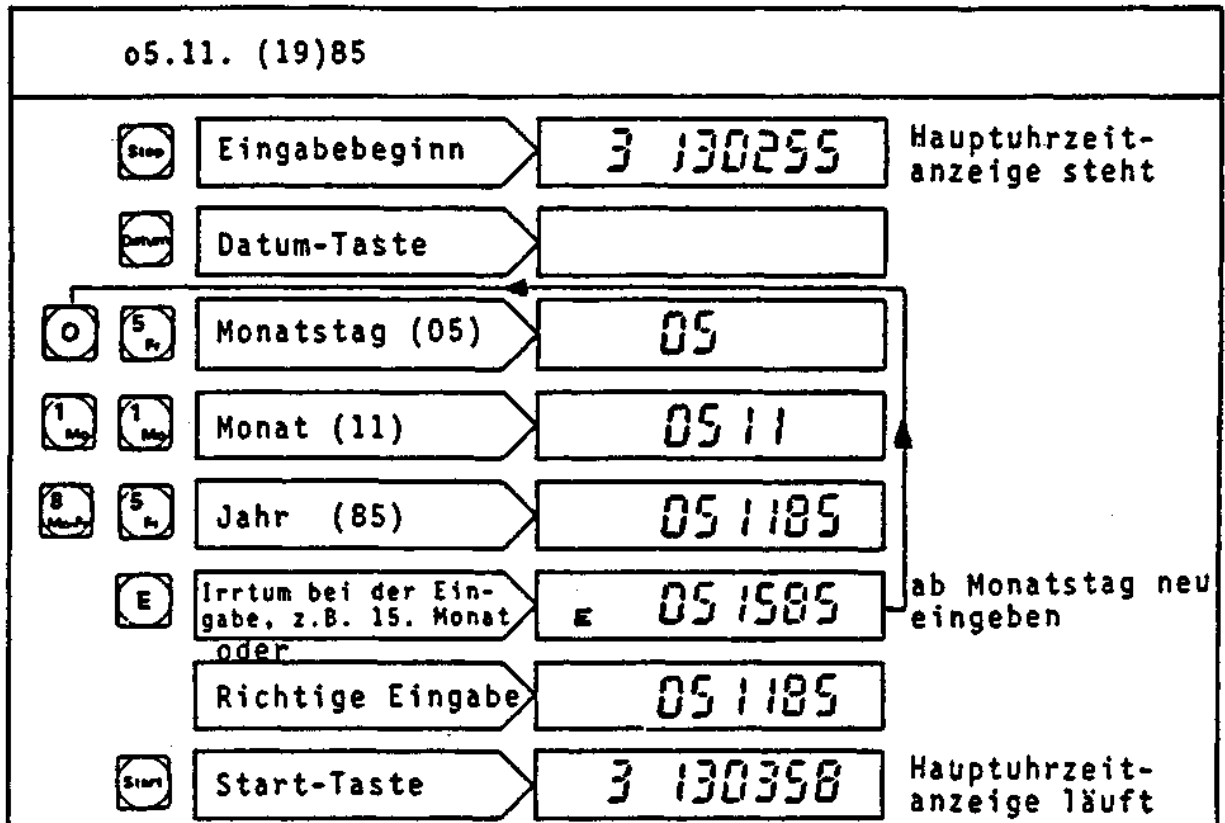 o5.11. (19)85
Stop Eingabebeginn 3 130255 Hauptuhrzeit-
anzeige steht
Datum Datum-Taste
0 5 Fr Monatstag (05) 05
1 Mo 1 Mo Monat (11) 0511
8 Mo-Fr 5 Fr Jahr (85) 051185
E Irrtum bei der Ein-
gabe, z.B. 15. Monat E 051585 ab Monatstag neu
eingeben
oder
Richtige Eingabe 051185
Start Start-Taste 3 130358 Hauptuhrzeit-
anzeige läuft